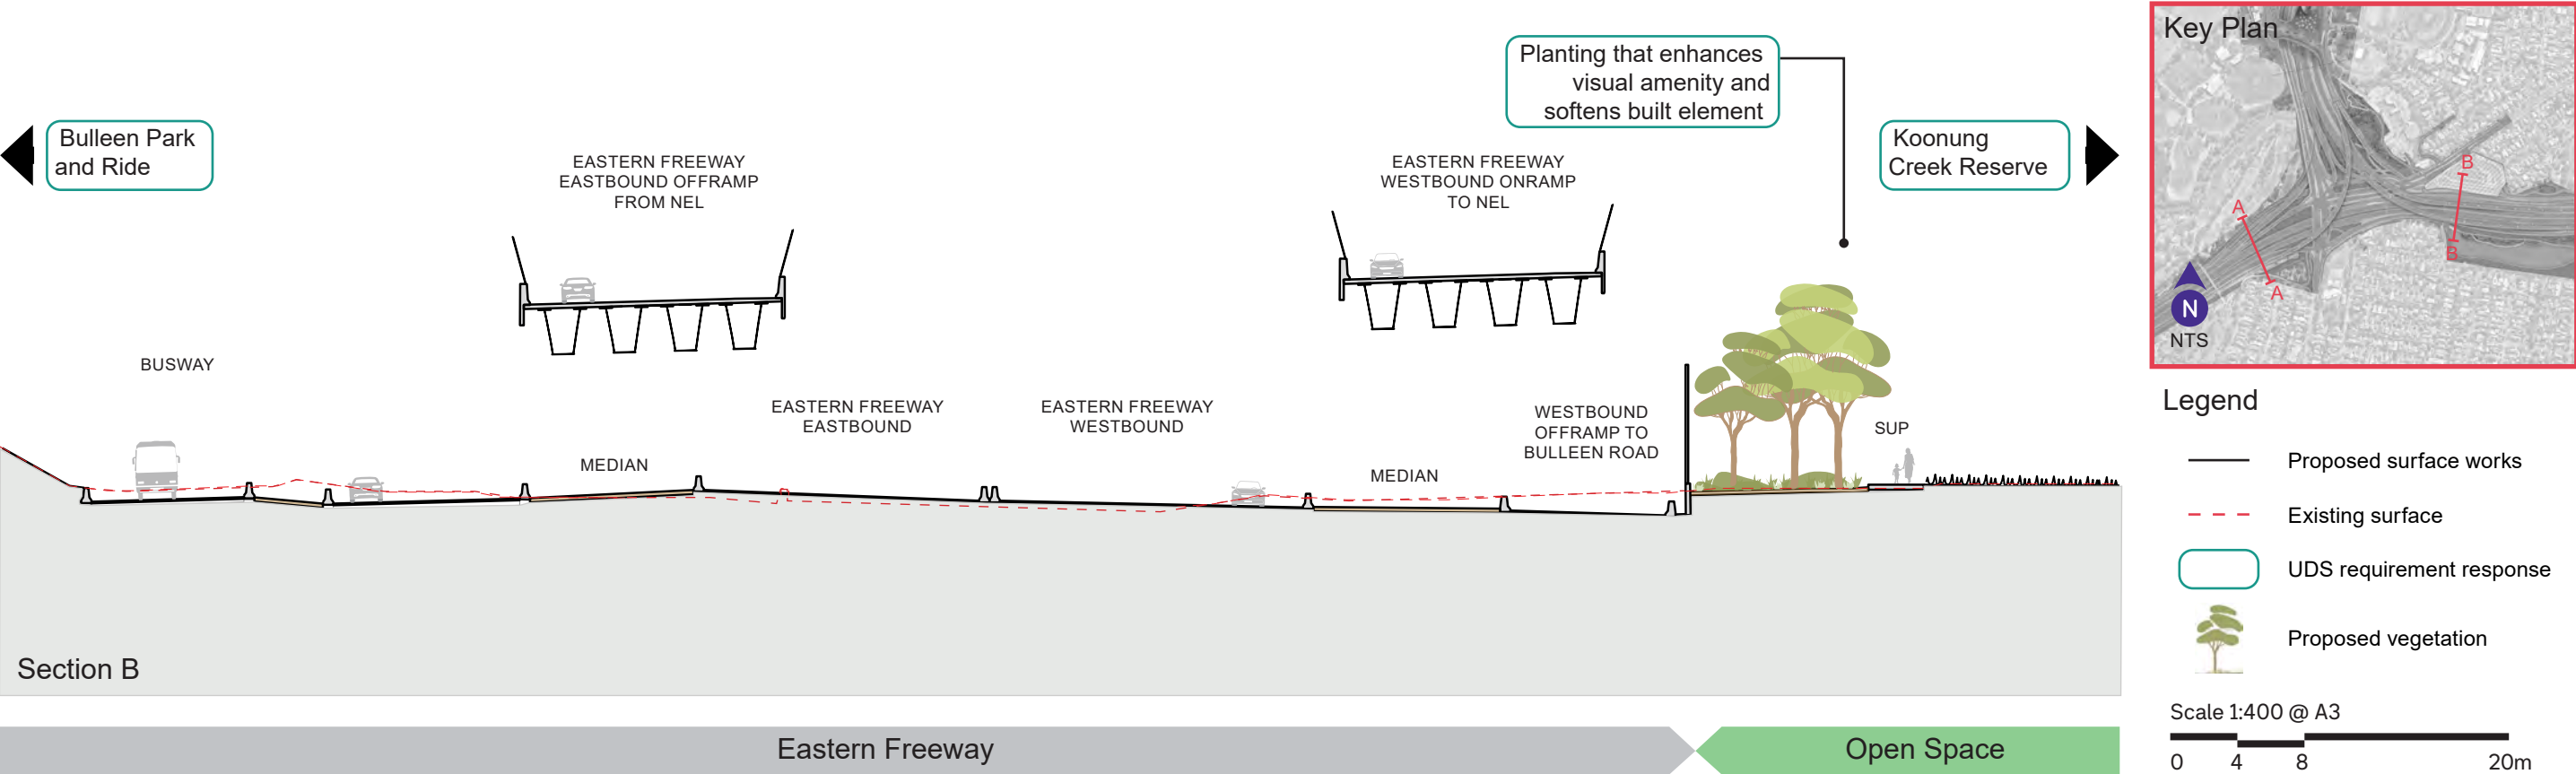 Bulleen Park
and Ride
BUSWAY
EASTERN FREEWAY
EASTBOUND OFFRAMP
FROM NEL
MEDIAN
EASTERN FREEWAY
EASTBOUND
EASTERN FREEWAY
WESTBOUND
EASTERN FREEWAY
WESTBOUND ONRAMP
TO NEL
MEDIAN
WESTBOUND
OFFRAMP TO
BULLEEN ROAD
Planting that enhances
visual amenity and
softens built element
SUP
Koonung
Creek Reserve
Section B
Eastern Freeway
Open Space
Key Plan
A
A
B
B
N
NTS
Legend
Proposed surface works
Existing surface
UDS requirement response
Proposed vegetation
Scale 1:400 @ A3
0 4 8 20m